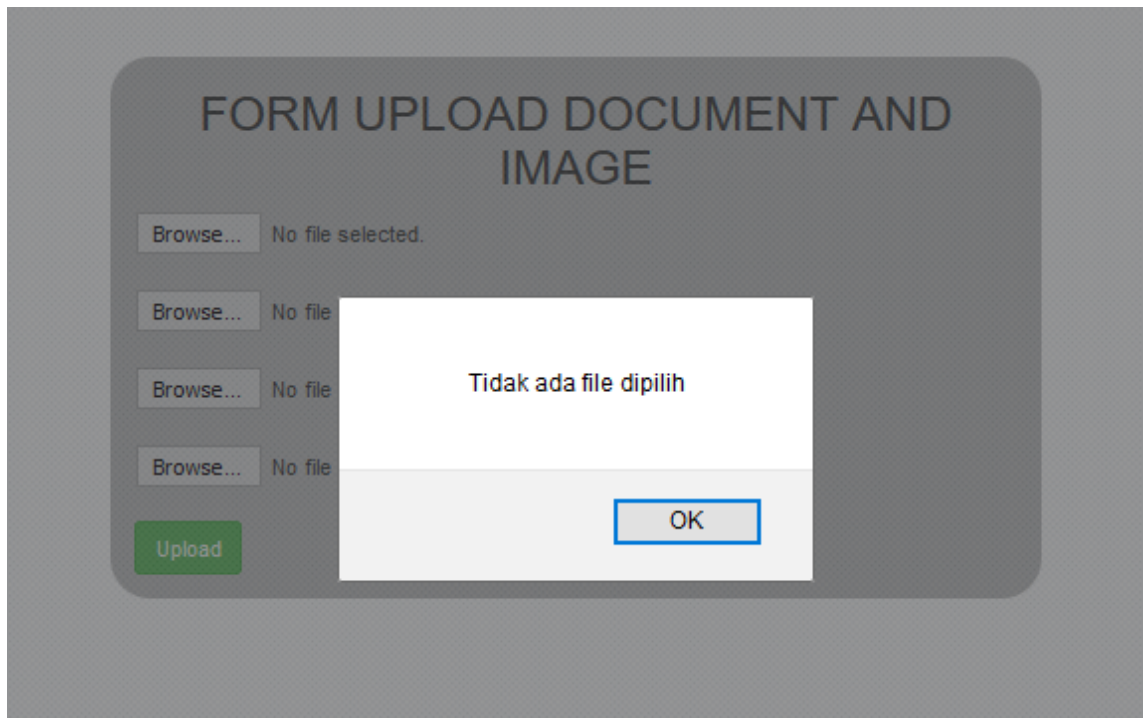 FORM UPLOAD DOCUMENT AND
IMAGE
Browse... No file selected.
Browse... No file
Tidak ada file dipilih
Browse... No file
Browse... No file
OK
Upload